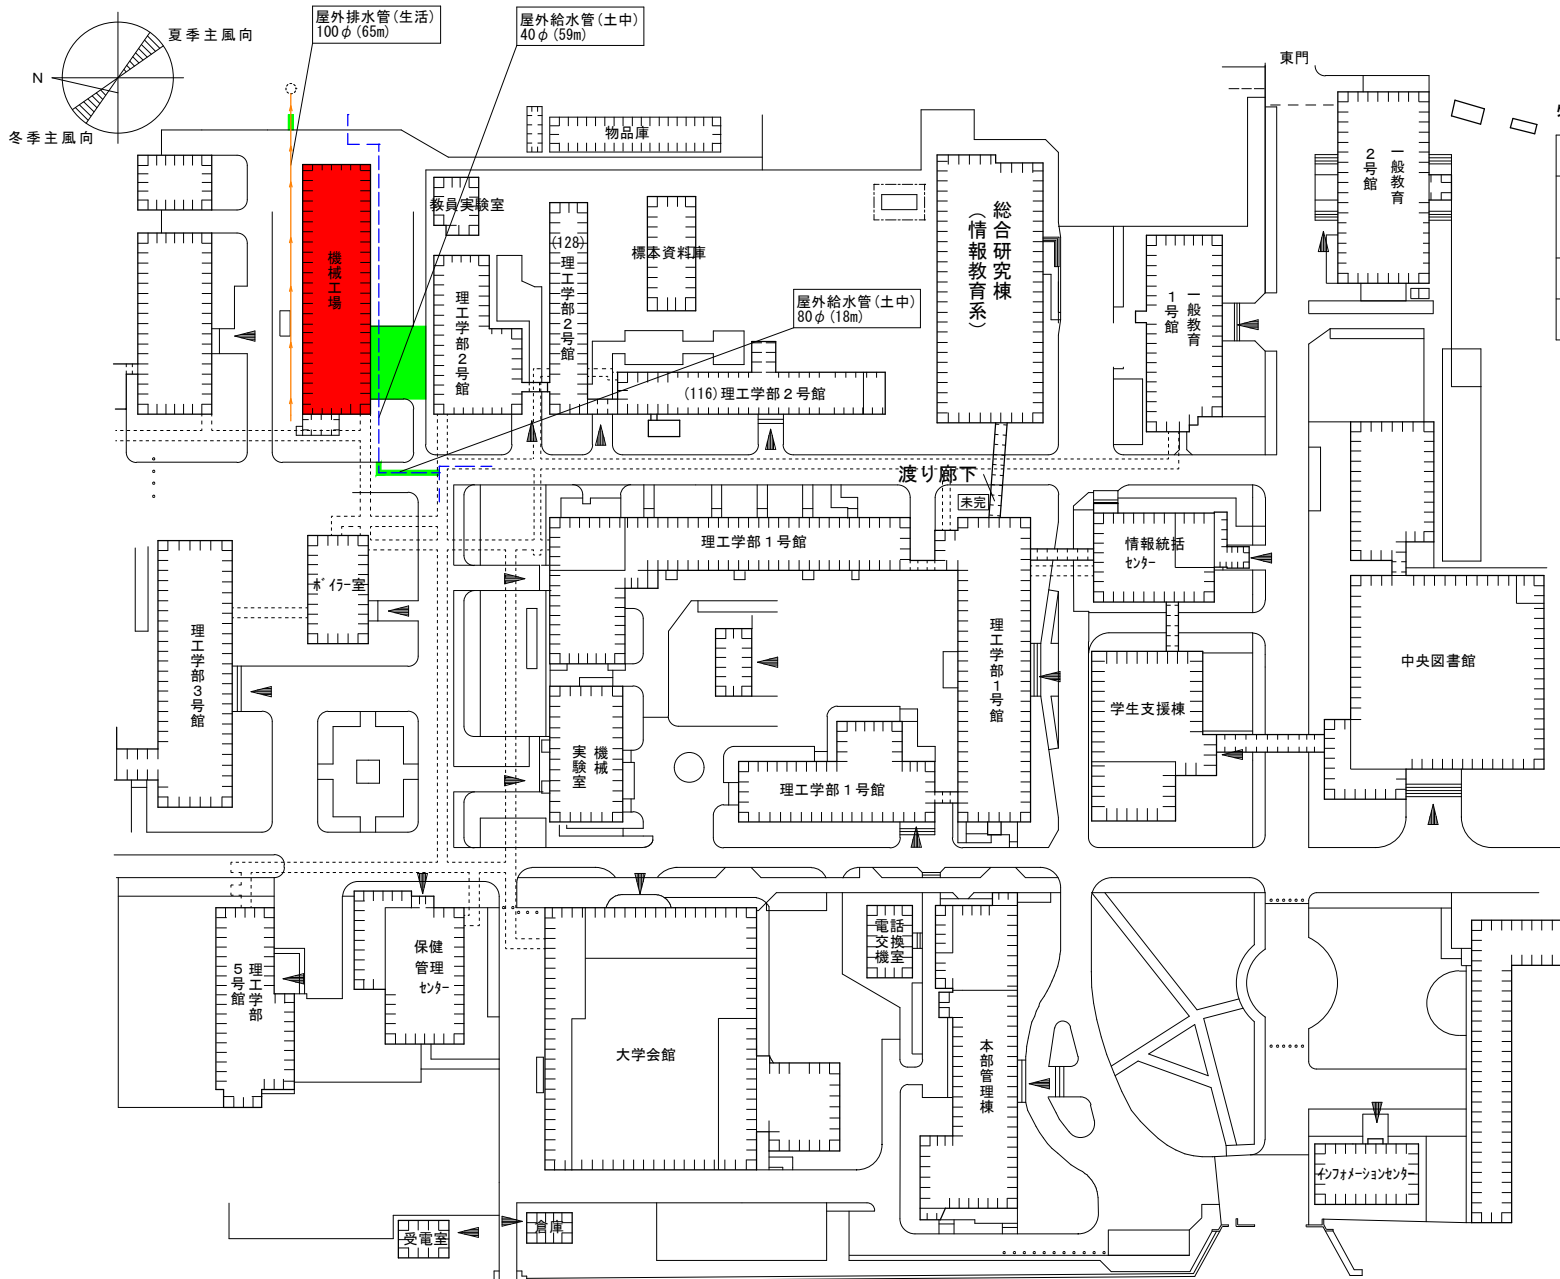 夏季主風向
N
冬季主風向
屋外排水管(生活)
100φ(65m)
屋外給水管(土中)
40φ(59m)
東門
物品庫
教員実験室
機械工場
理工学部2号館
(128)
理工学部2号館
標本資料庫
屋外給水管(土中)
80φ(18m)
(116)理工学部2号館
総合研究棟
(情報教育系)
一般教育
1号館
一般教育
2号館
渡り廊下
未完
理工学部1号館
情報統括
センター
ボイラー室
理工学部3号館
理工学部1号館
中央図書館
学生支援棟
機械
実験室
理工学部1号館
電話
交換
機室
保健
管理
センター
理工学部
5号館
大学会館
本部管理棟
インフォメーションセンター
倉庫
受電室